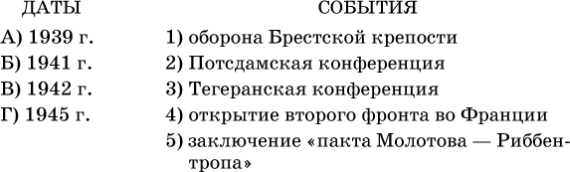 ДАТЫ СОБЫТИЯ
А) 1939 г. 1) оборона Брестской крепости
Б) 1941 г. 2) Потсдамская конференция
В) 1942 г. 3) Тегеранская конференция
Г) 1945 г. 4) открытие второго фронта во Франции
5) заключение «пакта Молотова — Риббен-
тропа»